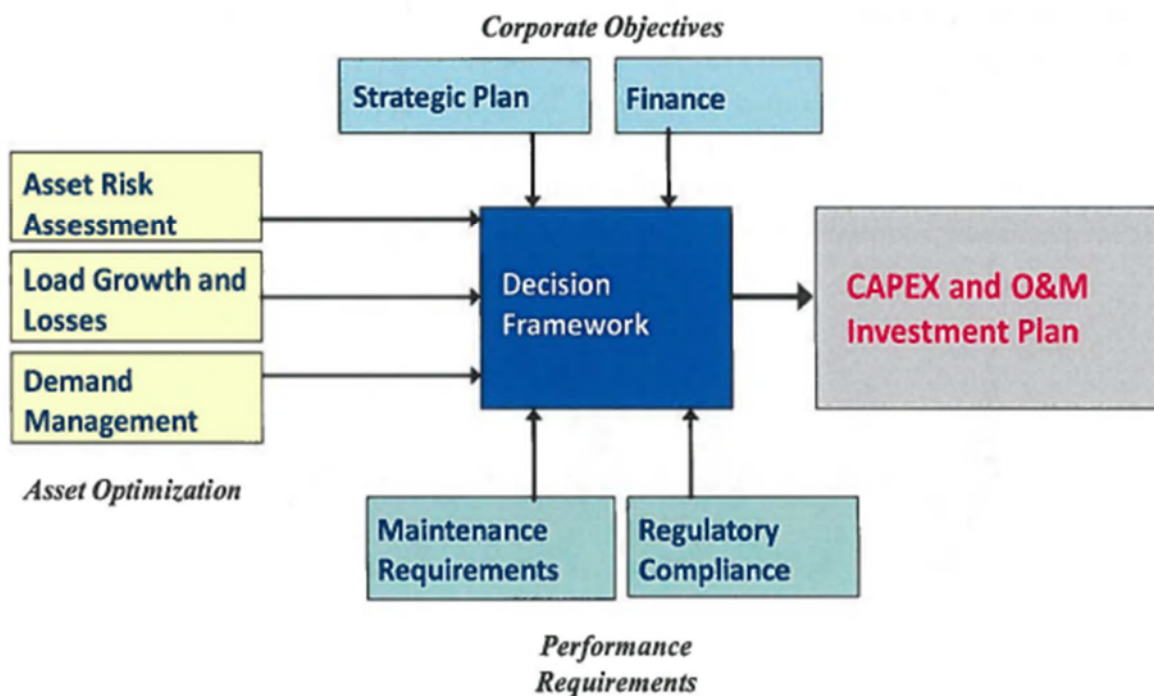 Corporate Objectives
Strategic Plan
Finance
Asset Risk
Assessment
Load Growth and
Losses
Demand
Management
Asset Optimization
Decision
Framework
CAPEX and O&M
Investment Plan
Maintenance
Requirements
Regulatory
Compliance
Performance
Requirements